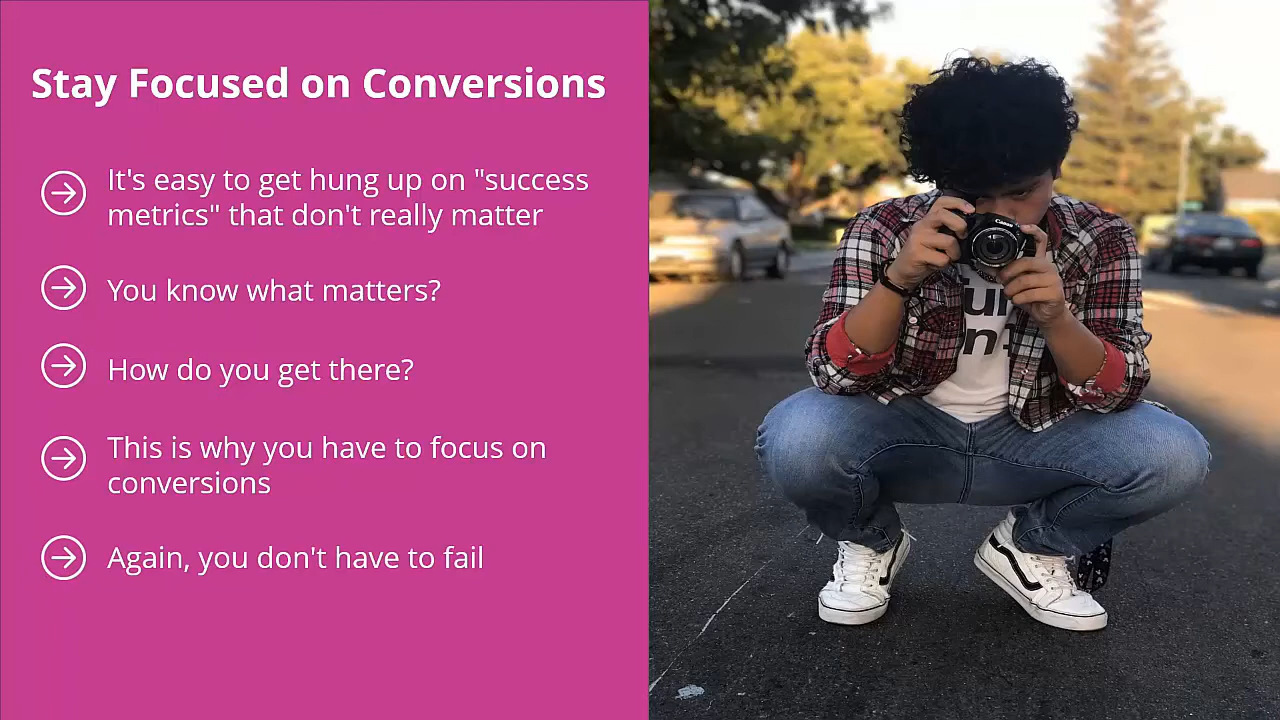 Stay Focused on Conversions
It's easy to get hung up on "success
metrics" that don't really matter
You know what matters?
How do you get there?
This is why you have to focus on
conversions
Again, you don't have to fail
Canon